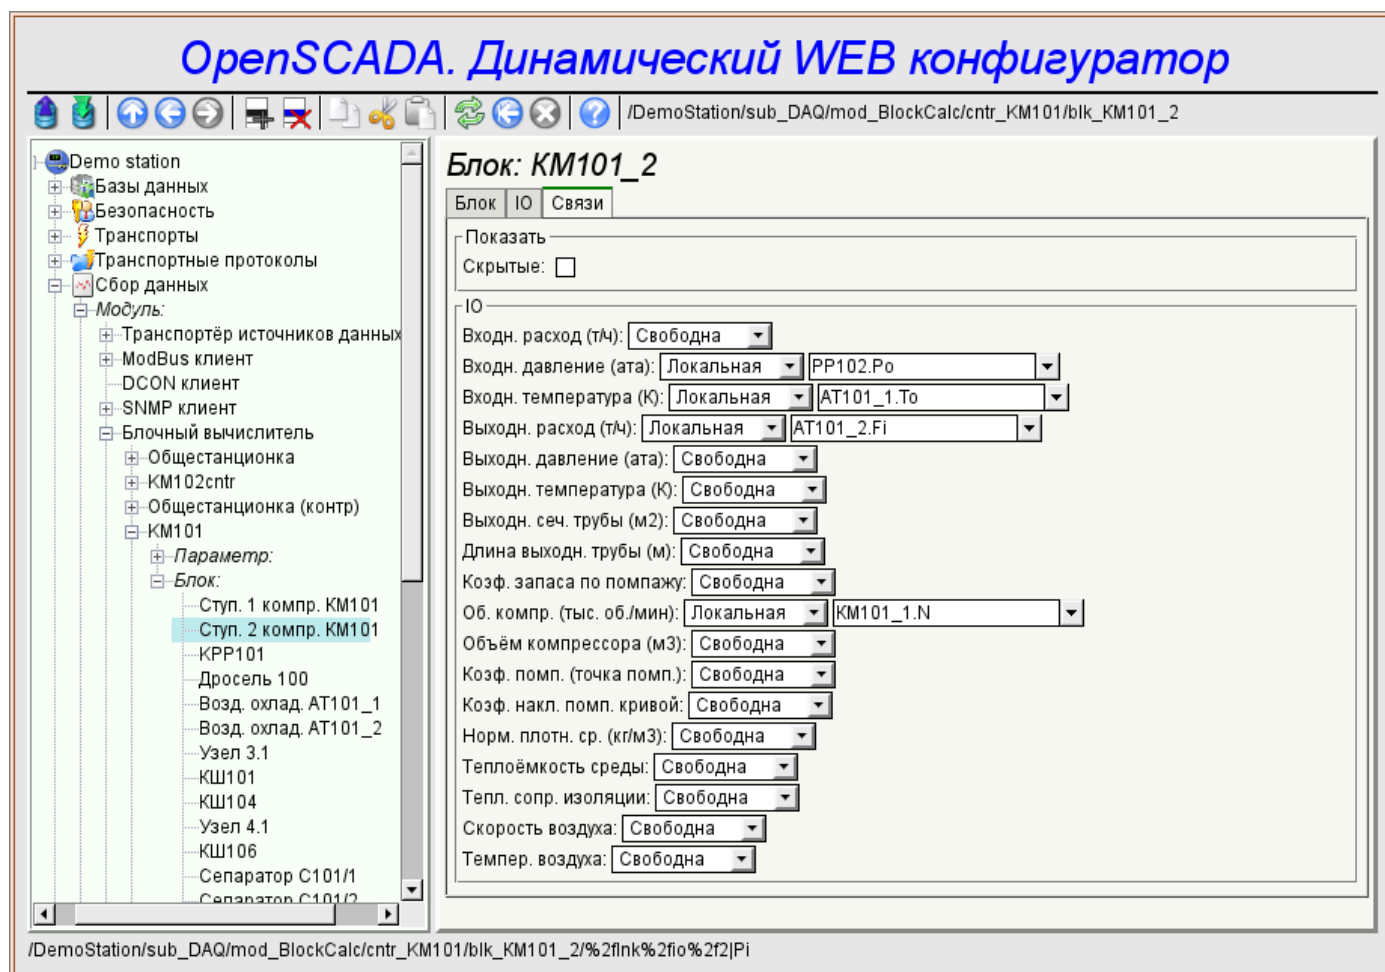 OpenSCADA. Динамический WEB конфигуратор
/DemoStation/sub_DAQ/mod_BlockCalc/cntr_KM101/blk_KM101_2
Demo station
Базы данных
Безопасность
Транспорты
Транспортные протоколы
Сбор данных
Модуль:
Транспортёр источников данных
ModBus клиент
DCON клиент
SNMP клиент
Блочный вычислитель
Общестанционка
KM102cntr
Общестанционка (контр)
KM101
Параметр:
Блок:
Ступ. 1 компр. КМ101
Ступ. 2 компр. КМ101
КРР101
Дросель 100
Возд. охлад. АТ101_1
Возд. охлад. АТ101_2
Узел 3.1
КШ101
КШ104
Узел 4.1
КШ106
Сепаратор С101/1
Сепаратор С101/2
Блок: KM101_2
Блок IO Связи
Показать
Скрытые:
IO
Входн. расход (т/ч): Свободна
Входн. давление (ата): Локальная PP102.Po
Входн. температура (К): Локальная AT101_1.To
Выходн. расход (т/ч): Локальная AT101_2.Fi
Выходн. давление (ата): Свободна
Выходн. температура (К): Свободна
Выходн. сеч. трубы (м2): Свободна
Длина выходн. трубы (м): Свободна
Коэф. запаса по помпажу: Свободна
Об. компр. (тыс. об./мин): Локальная KM101_1.N
Объём компрессора (м3): Свободна
Коэф. помп. (точка помп.): Свободна
Коэф. накл. помп. кривой: Свободна
Норм. плотн. ср. (кг/м3): Свободна
Теплоёмкость среды: Свободна
Тепл. сопр. изоляции: Свободна
Скорость воздуха: Свободна
Темпер. воздуха: Свободна
/DemoStation/sub_DAQ/mod_BlockCalc/cntr_KM101/blk_KM101_2/%2flnk%2fio%2f2|Pi